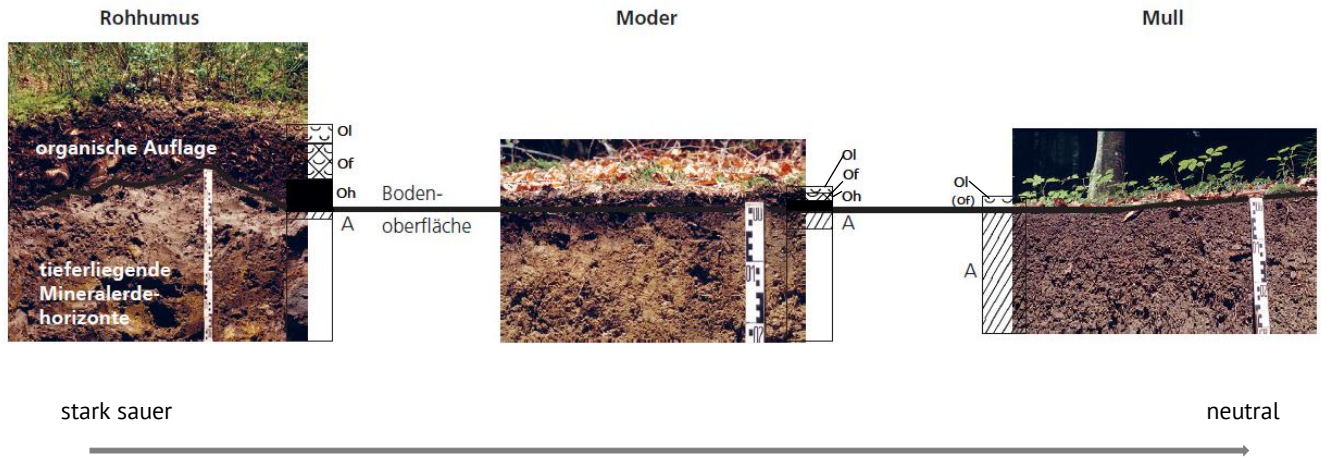 Rohhumus
Moder
Mull
organische Auflage
Ol
Of
Oh
A
Boden-
oberfläche
tieferliegende
Mineralerde-
horizonte
Ol
Of
Oh
A
Ol
(Of)
A
stark sauer
neutral